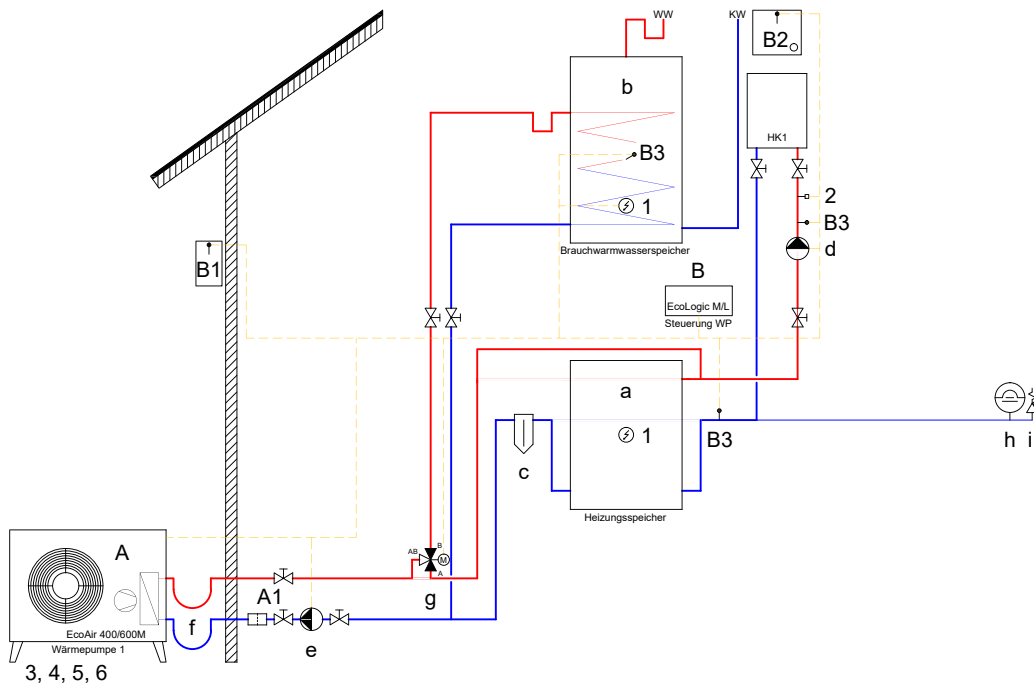 WW
KW
B2
b
HK1
B3
1
2
B3
d
Brauchwarmwasserspeicher
B1
B
EcoLogic M/L
Steuerung WP
a
1
B3
c
h
i
Heizungsspeicher
A
B
AB
M
A
g
A1
f
e
EcoAir 400/600M
Wärmepumpe 1
3, 4, 5, 6